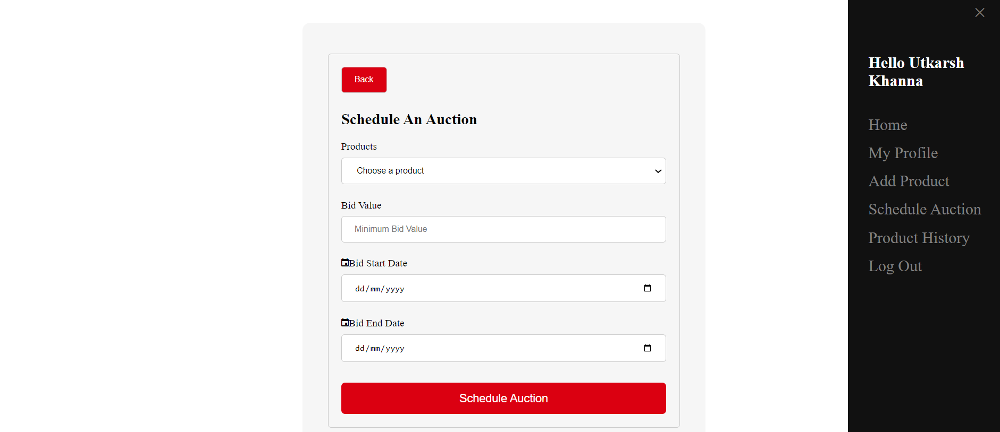 Back
Schedule An Auction
Products
Choose a product
Bid Value
Minimum Bid Value
Bid Start Date
dd/mm/yyyy
Bid End Date
dd/mm/yyyy
Schedule Auction
Hello Utkarsh
Khanna
Home
My Profile
Add Product
Schedule Auction
Product History
Log Out